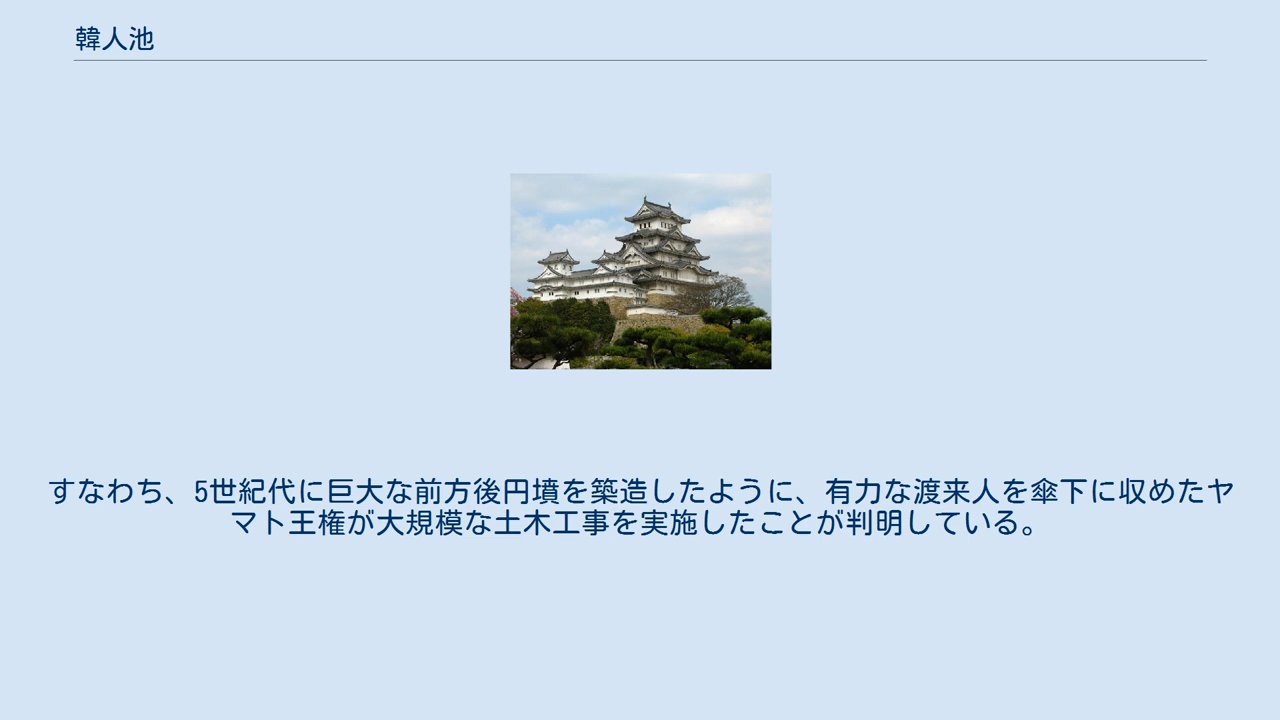 韓人池
すなわち、5世紀代に巨大な前方後円墳を築造したように、有力な渡来人を傘下に収めたヤ
マト王権が大規模な土木工事を実施したことが判明している。